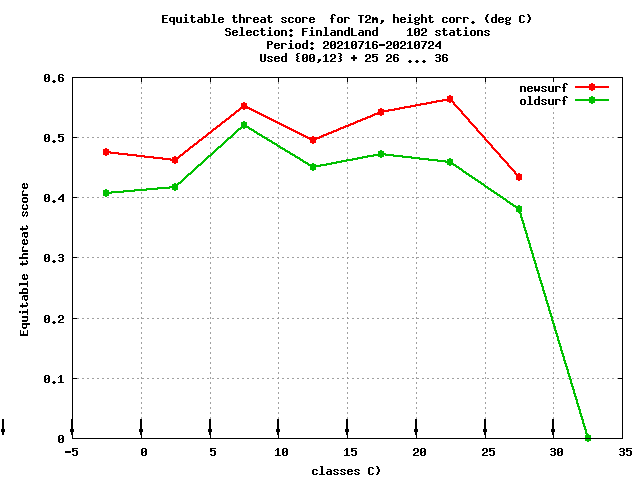 Equitable threat score  for T2m, height corr. (deg C)
Selection: FinlandLand    102 stations
Period: 20210716-20210724
Used {00,12} + 25 26 ... 36
newsurf
oldsurf
Equitable threat score
0.6
0.5
0.4
0.3
0.2
0.1
0
-5 0 5 10 15 20 25 30 35
classes C)